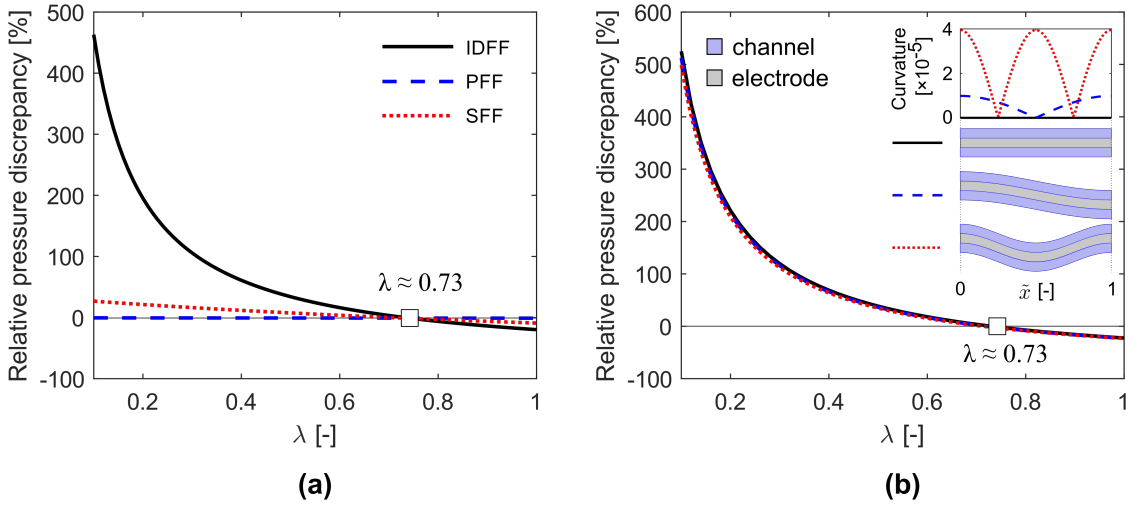 Relative pressure discrepancy [%]
500
400
300
200
100
0
-100
IDFF
PFF
SFF
λ ≈ 0.73
0.2
0.4
0.6
0.8
1
λ [-]
(a)
Relative pressure discrepancy [%]
600
500
400
300
200
100
0
-100
channel
electrode
Curvature
[×10⁻⁵]
4
2
0
0
x̃ [-]
1
λ ≈ 0.73
0.2
0.4
0.6
0.8
1
λ [-]
(b)